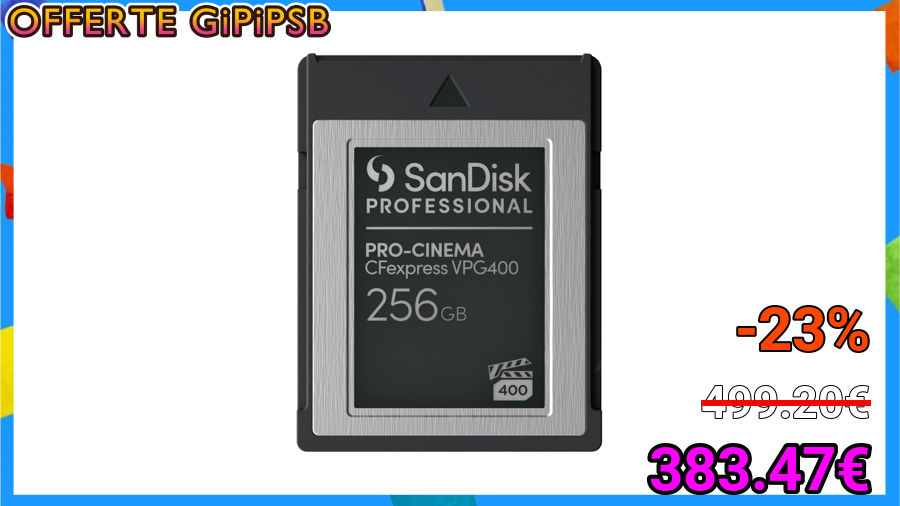 OFFERTE GiPiPSB
SanDisk
PROFESSIONAL
PRO-CINEMA
CFexpress VPG400
256GB
400
-23%
499.20€
383.47€